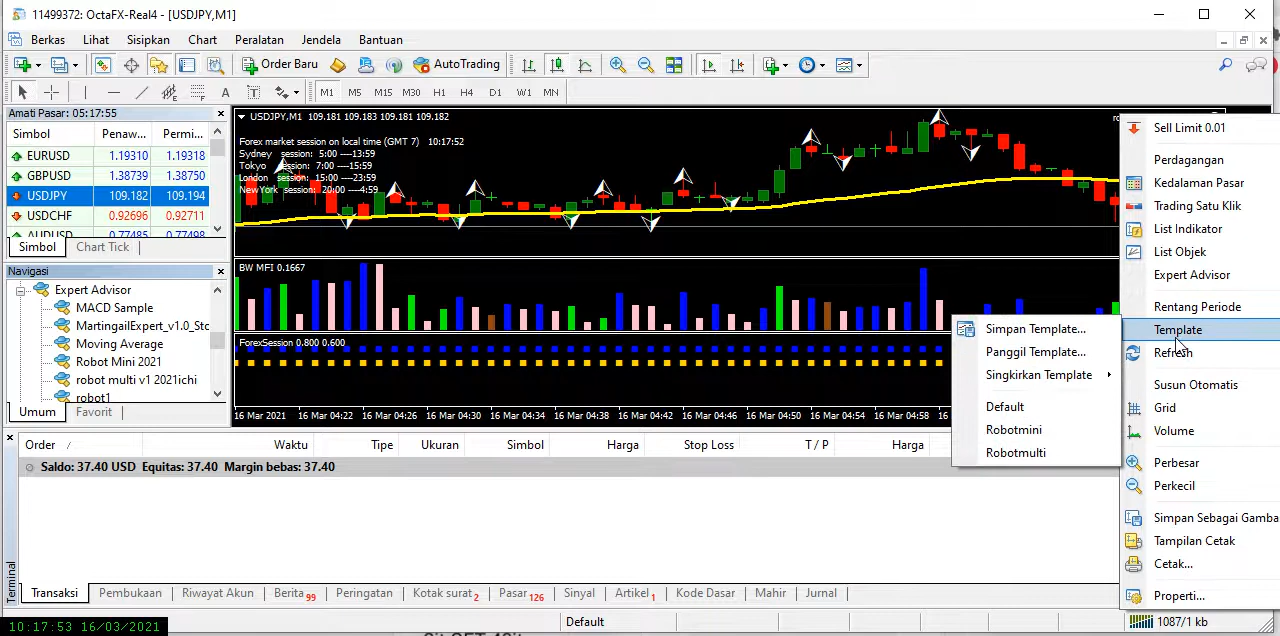 11499372: OctaFX-Real4 - [USDJPY,M1]
Berkas Lihat Sisipkan Chart Peralatan Jendela Bantuan
Order Baru AutoTrading
A T M1 M5 M15 M30 H1 H4 D1 W1 MN
Amati Pasar: 05:17:55
Simbol Penaw... Permi...
EURUSD 1.19310 1.19318
GBPUSD 1.38739 1.38750
USDJPY 109.182 109.194
USDCHF 0.92696 0.92711
AUDUSD 0.77485 0.77498
Simbol Chart Tick
Navigasi
Expert Advisor
MACD Sample
MartingailExpert_v1.0_Stc
Moving Average
Robot Mini 2021
robot multi v1 2021ichi
robot1
Umum Favorit
USDJPY,M1 109.181 109.183 109.181 109.182
Forex market session on local time (GMT 7) 10:17:52
Sydney session: 5:00 ----13:59
Tokyo session: 7:00 ----15:59
London session: 15:00 ----23:59
NewYork session: 20:00 ----4:59
BW MFI 0.1667
ForexSession 0.800 0.600
16 Mar 2021 16 Mar 04:22 16 Mar 04:26 16 Mar 04:30 16 Mar 04:34 16 Mar 04:38 16 Mar 04:42 16 Mar 04:46 16 Mar 04:50 16 Mar 04:54 16 Mar 04:58 16
Sell Limit 0.01
Perdagangan
Kedalaman Pasar
Trading Satu Klik
List Indikator
List Objek
Expert Advisor
Rentang Periode
Template
Refresh
Susun Otomatis
Grid
Volume
Perbesar
Perkecil
Simpan Sebagai Gamba
Tampilan Cetak
Cetak...
Properti...
Simpan Template...
Panggil Template...
Singkirkan Template
Default
Robotmini
Robotmulti
Order / Waktu Tipe Ukuran Simbol Harga Stop Loss T / P Harga
Saldo: 37.40 USD Equitas: 37.40 Margin bebas: 37.40
Terminal
Transaksi Pembukaan Riwayat Akun Berita 99 Peringatan Kotak surat 2 Pasar 126 Sinyal Artikel 1 Kode Dasar Mahir Jurnal
Default 1087/1 kb
10:17:53 16/03/2021